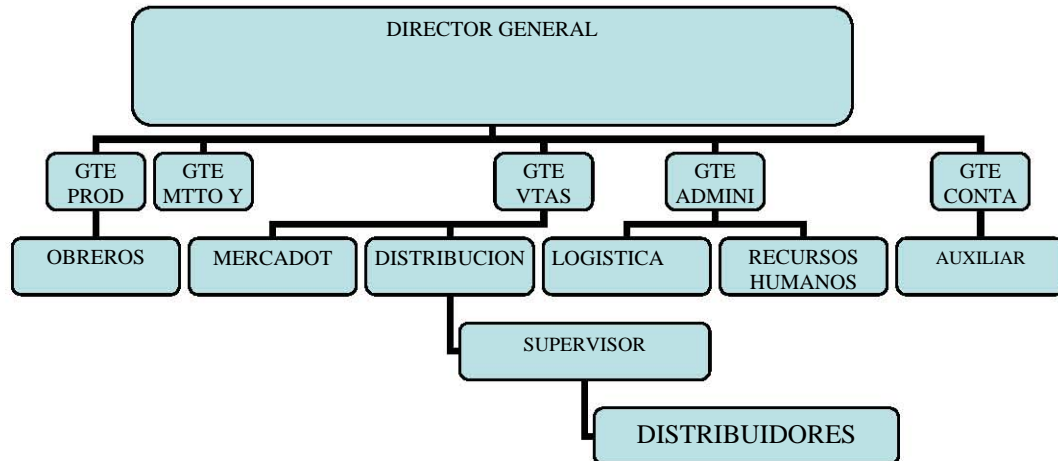 DIRECTOR GENERAL
GTE
PROD
GTE
MTTO Y
GTE
VTAS
GTE
ADMINI
GTE
CONTA
OBREROS
MERCADOT
DISTRIBUCION
LOGISTICA
RECURSOS
HUMANOS
AUXILIAR
SUPERVISOR
DISTRIBUIDORES